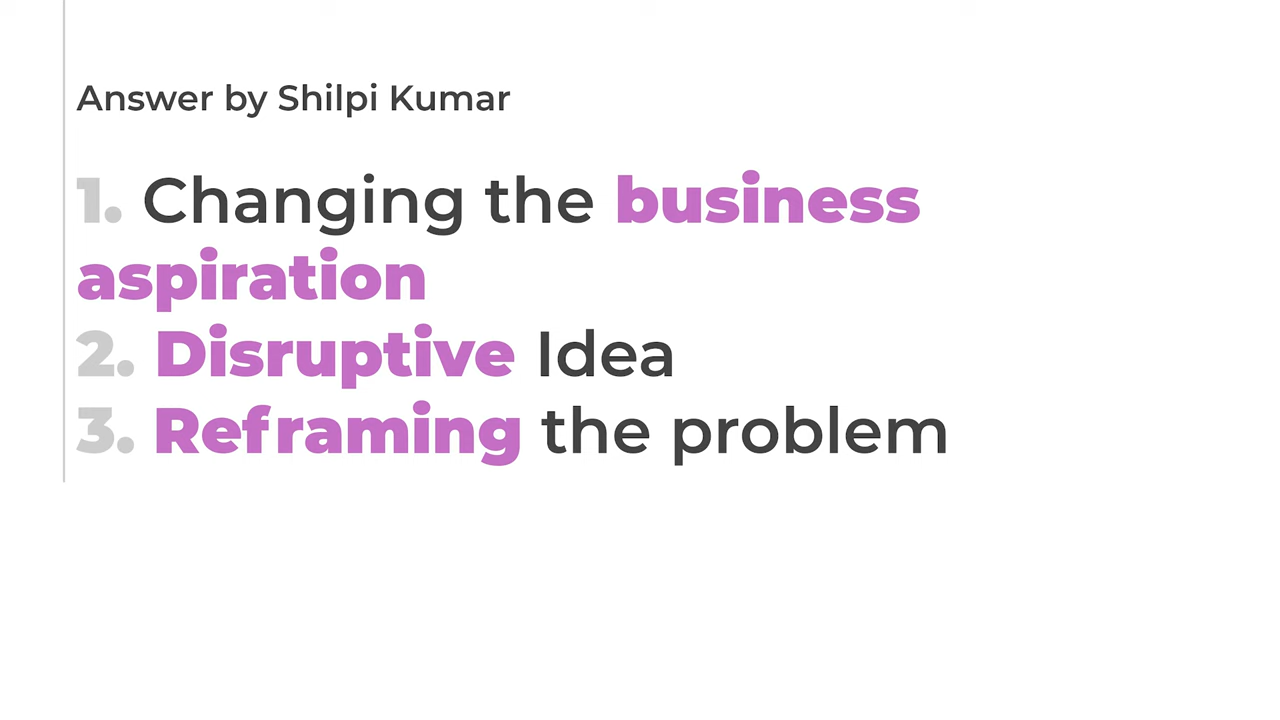 Answer by Shilpi Kumar
1. Changing the business
aspiration
2. Disruptive Idea
3. Reframing the problem